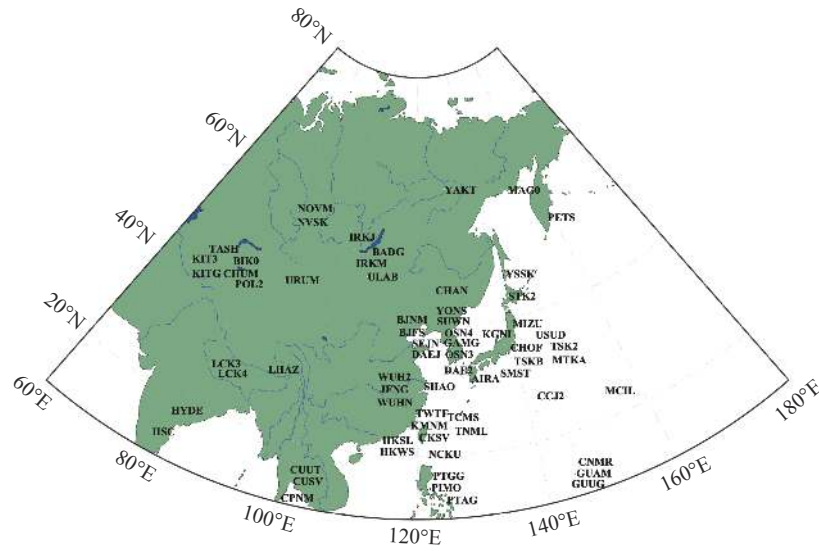 80°N
60°N
YAKT
MAG0
PETS
NOVM
NVSK
40°N
IRKJ
TASH
BADG
KIT3
BIK0
IRKM
KITG CHUM
ULAB
YSSK
POL2
URUM
CHAN
STK2
20°N
YONS
BJNM
SUWN
MIZU
BJFS
OSN4
KGNI
USUD
SEJN
GAMG
CHOF
TSK2
DAEJ
OSN3
TSKB
MTKA
LCK3
LHAZ
LCK4
DAE2
SMST
WUH2
AIRA
60°E
JFNG
SHAO
MCIL
180°E
CCJ2
WUHN
HYDE
TWTF
TCMS
KMNM
TNML
IISC
CKSV
HKSL
HKWS
NCKU
80°E
CNMR
160°E
CUUT
PTGG
GUAM
CUSV
PIMO
GUUG
CPNM
PTAG
100°E
140°E
120°E